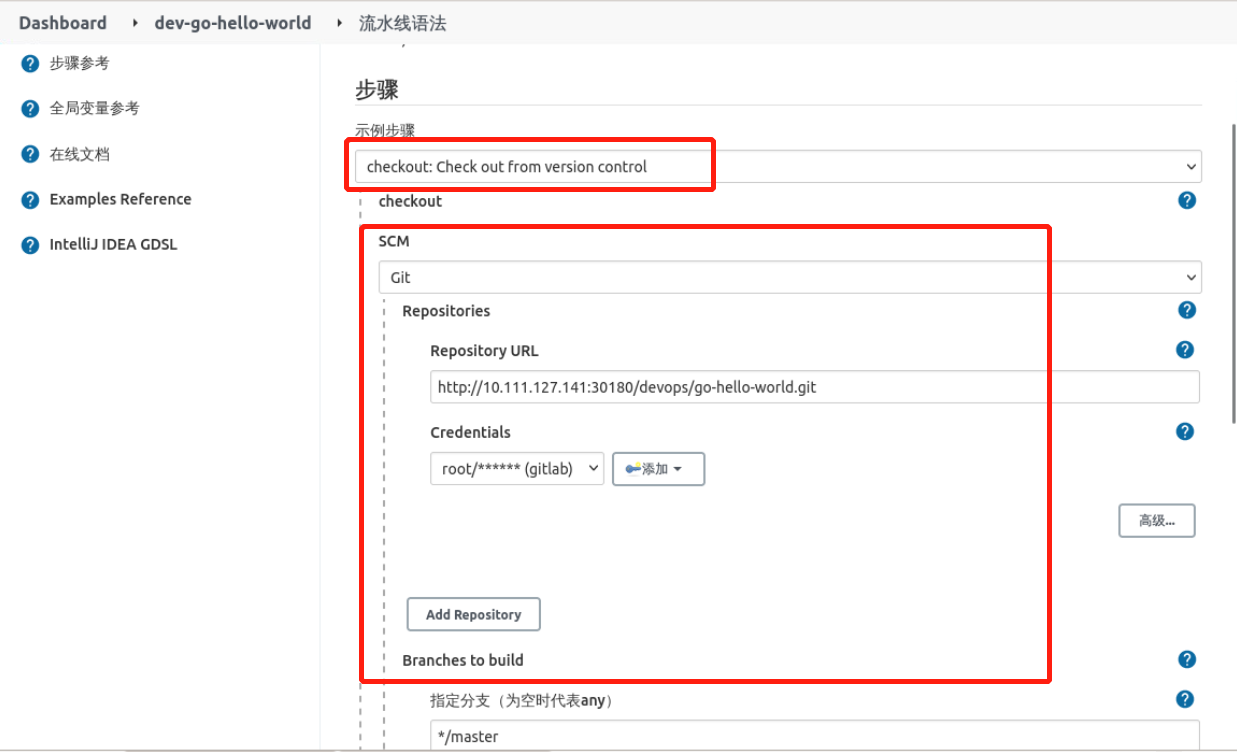 Dashboard ▸ dev-go-hello-world ▸ 流水线语法
步骤参考
全局变量参考
在线文档
Examples Reference
IntelliJ IDEA GDSL
步骤
示例步骤
checkout: Check out from version control
checkout
SCM
Git
Repositories
Repository URL
http://10.111.127.141:30180/devops/go-hello-world.git
Credentials
root/****** (gitlab) 添加
高级...
Add Repository
Branches to build
指定分支（为空时代表any）
*/master